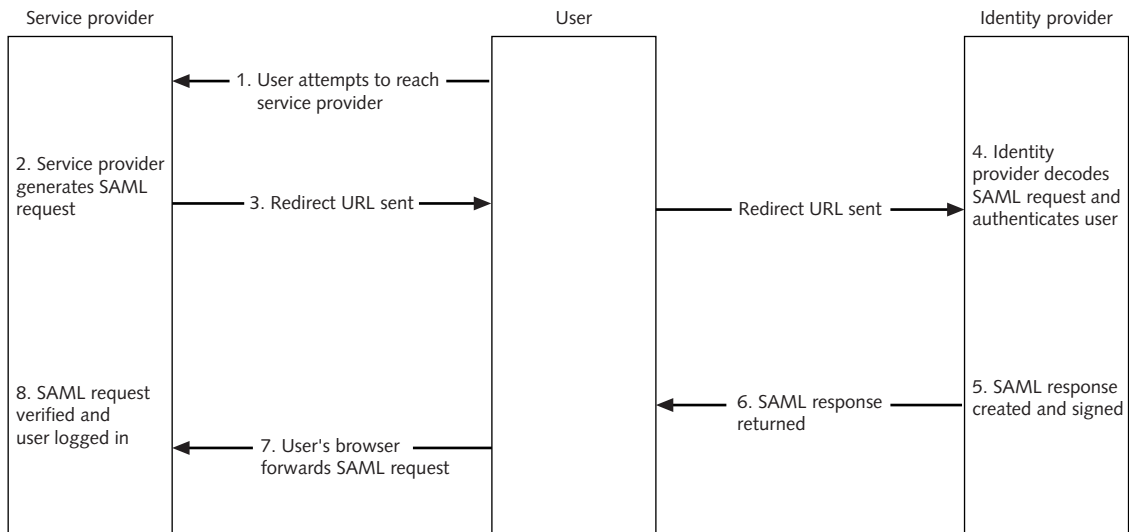 Service provider
User
Identity provider
1. User attempts to reach
service provider
2. Service provider
generates SAML
request
3. Redirect URL sent
Redirect URL sent
4. Identity
provider decodes
SAML request and
authenticates user
5. SAML response
created and signed
6. SAML response
returned
7. User's browser
forwards SAML request
8. SAML request
verified and
user logged in